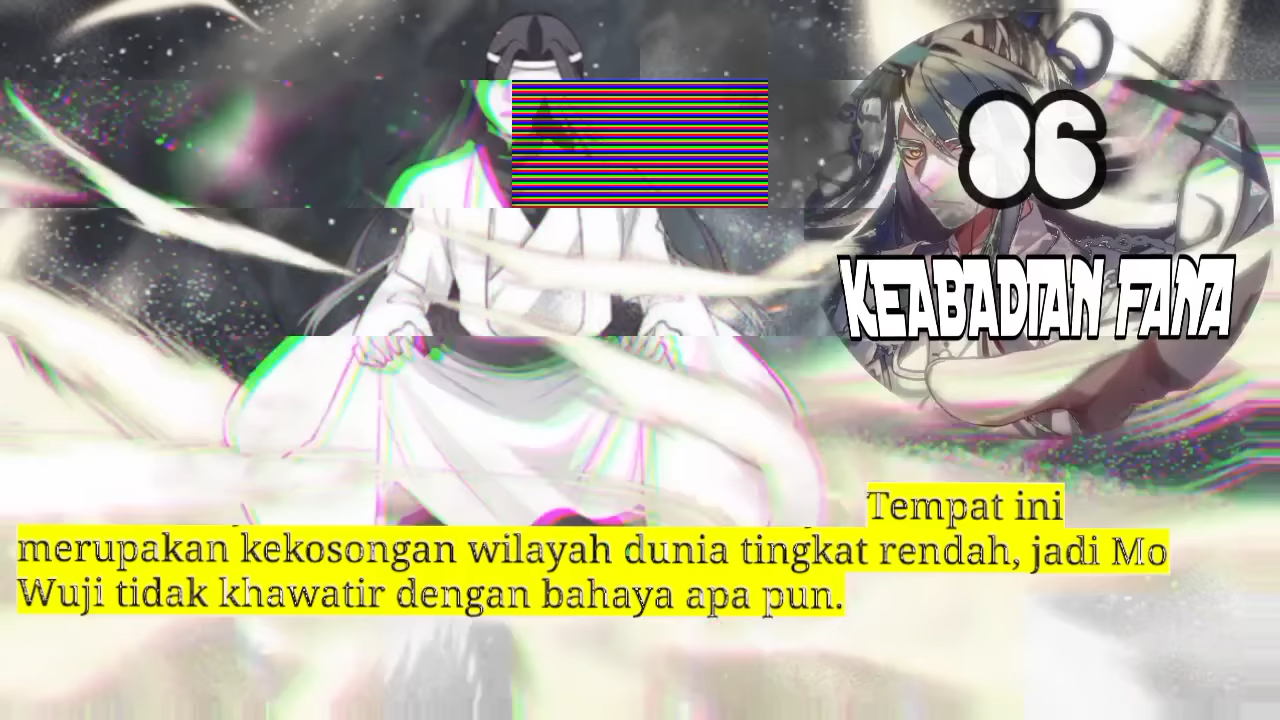 86
KEABADIAN FANA
Tempat ini
merupakan kekosongan wilayah dunia tingkat rendah, jadi Mo
Wuji tidak khawatir dengan bahaya apa pun.